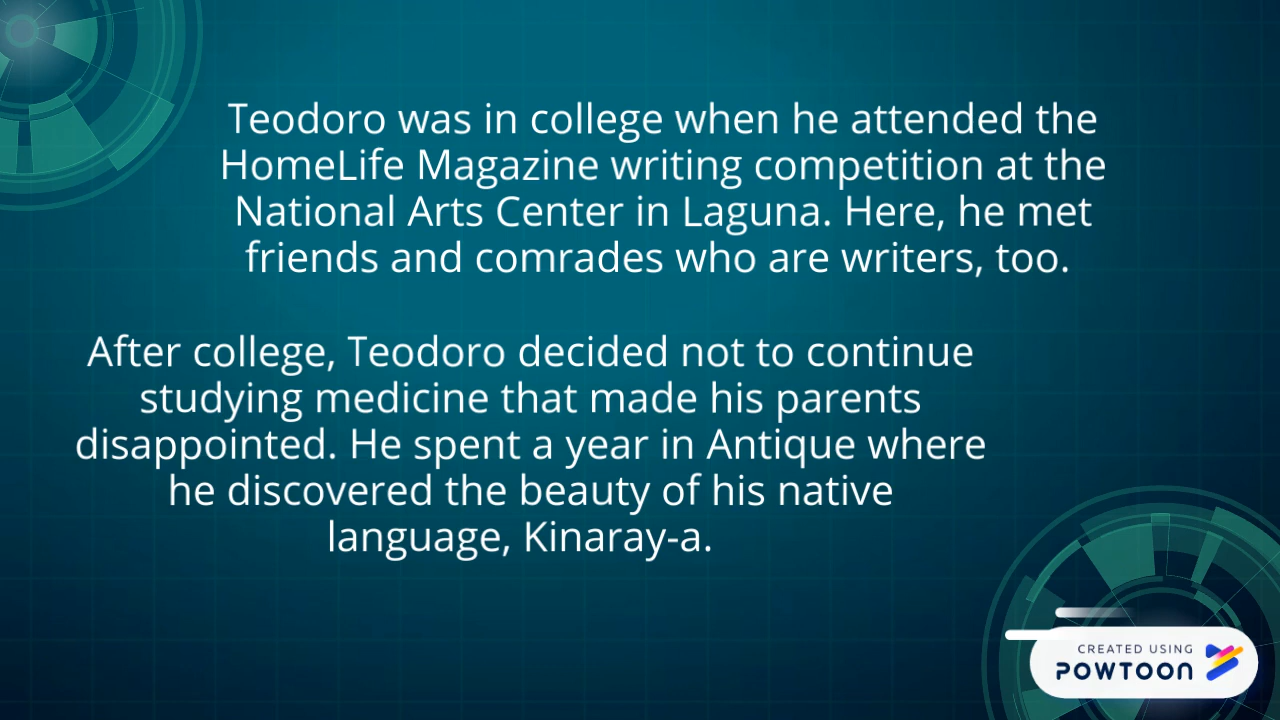 Teodoro was in college when he attended the
HomeLife Magazine writing competition at the
National Arts Center in Laguna. Here, he met
friends and comrades who are writers, too.
After college, Teodoro decided not to continue
studying medicine that made his parents
disappointed. He spent a year in Antique where
he discovered the beauty of his native
language, Kinaray-a.
CREATED USING
POWTOON